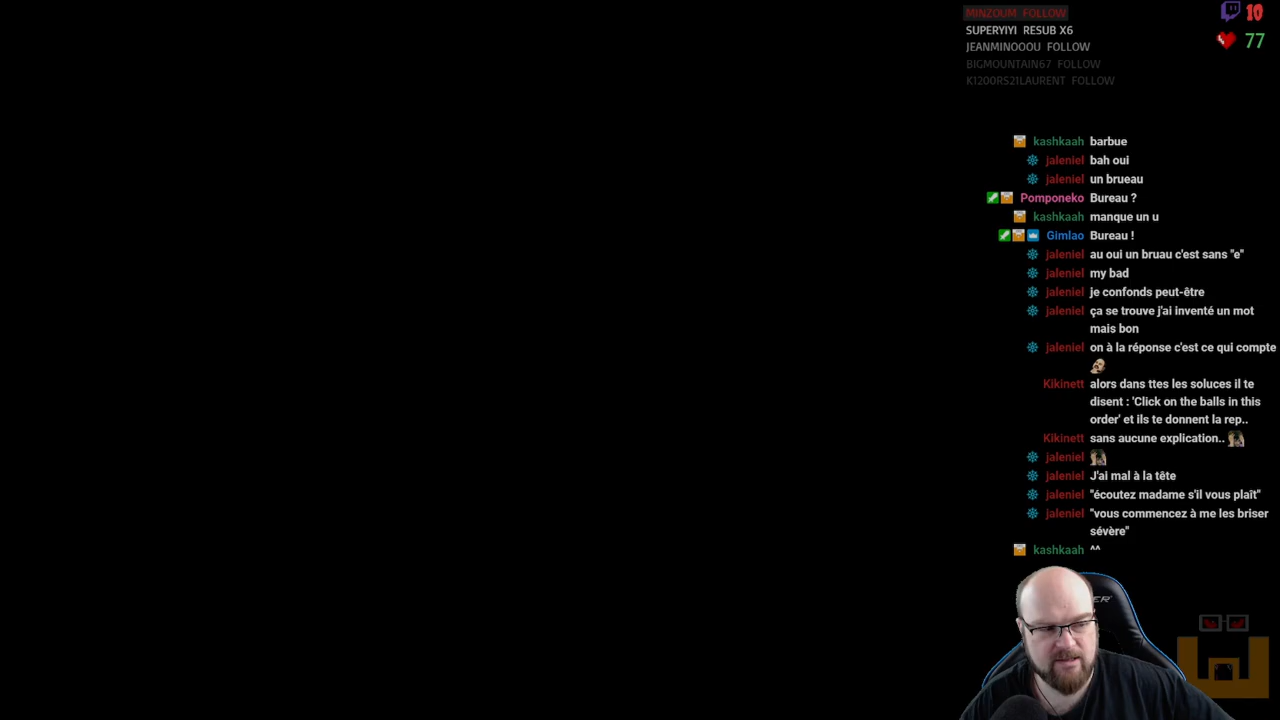 MINZOUM FOLLOW
SUPERYIYI RESUB X6
JEANMINOOOU FOLLOW
BIGMOUNTAIN67 FOLLOW
K1200RS21LAURENT FOLLOW
10
77
kashkaah barbue
jaleniel bah oui
jaleniel un brueau
Pomponeko Bureau ?
kashkaah manque un u
Gimlao Bureau !
jaleniel au oui un bruau c'est sans "e"
jaleniel my bad
jaleniel je confonds peut-être
jaleniel ça se trouve j'ai inventé un mot
mais bon
jaleniel on à la réponse c'est ce qui compte
Kikinett alors dans ttes les soluces il te
disent : 'Click on the balls in this
order' et ils te donnent la rep..
Kikinett sans aucune explication..
jaleniel
jaleniel J'ai mal à la tête
jaleniel "écoutez madame s'il vous plaît"
jaleniel "vous commencez à me les briser
sévère"
kashkaah ^^